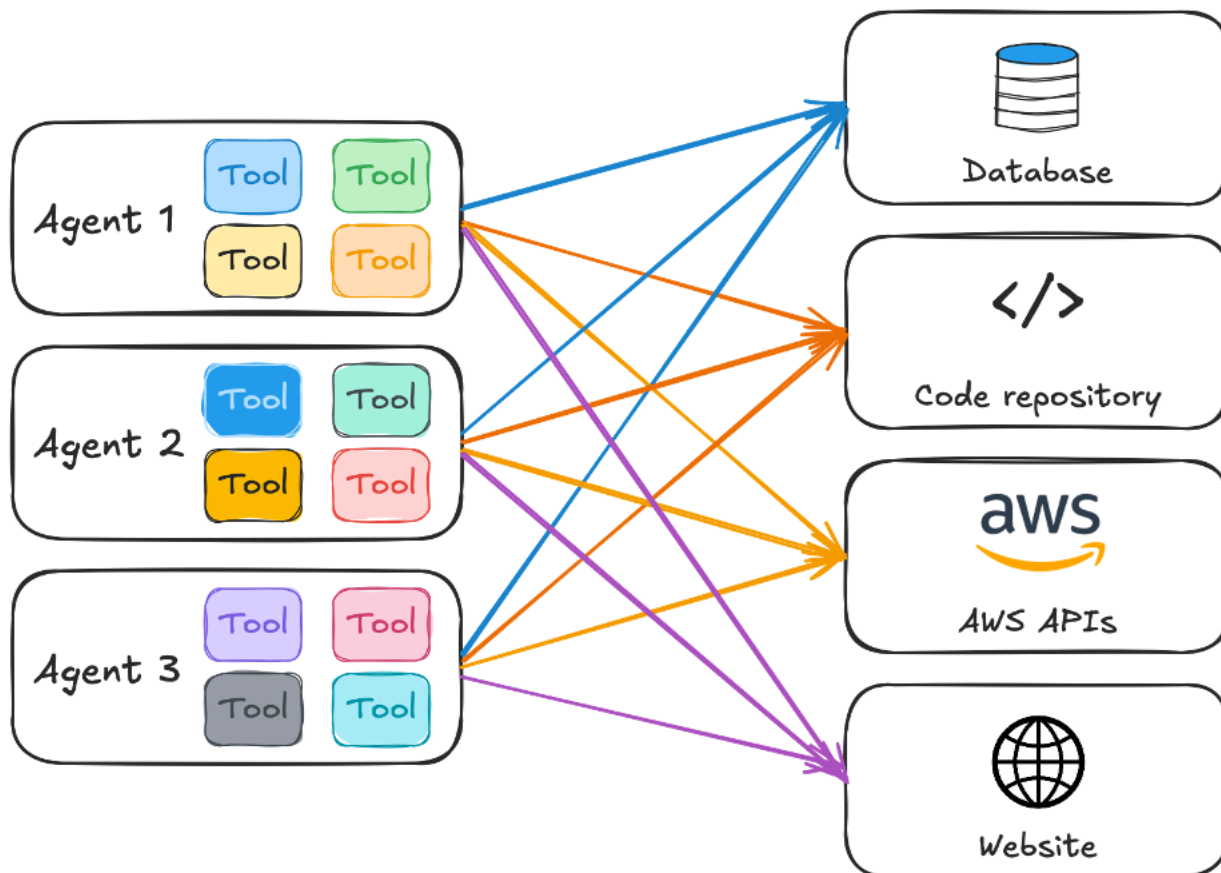 Agent 1
Tool Tool
Tool Tool
Agent 2
Tool Tool
Tool Tool
Agent 3
Tool Tool
Tool Tool
Database
</>
Code repository
aws
AWS APIs
Website